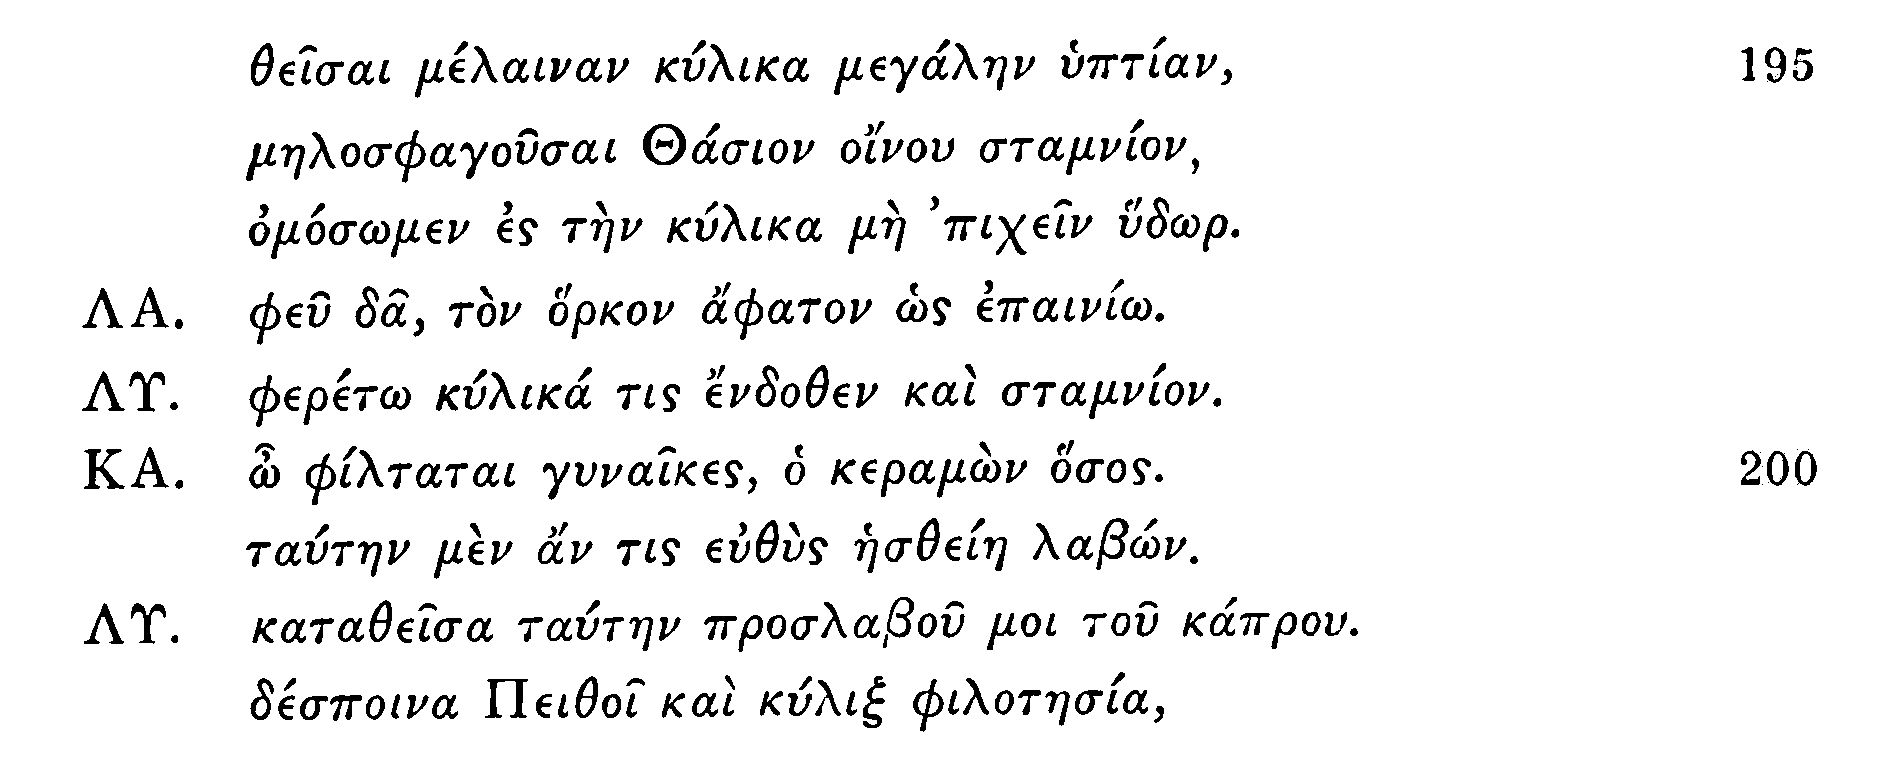 θεῖσαι μέλαιναν κύλικα μεγάλην ὑπτίαν, 195
μηλοσφαγοῦσαι Θάσιον οἴνου σταμνίον,
ὀμόσωμεν ἐς τὴν κύλικα μὴ ’πιχεῖν ὕδωρ.
ΛΑ. φεῦ δᾶ, τὸν ὅρκον ἄφατον ὡς ἐπαινίω.
ΛΥ. φερέτω κύλικά τις ἔνδοθεν καὶ σταμνίον.
ΚΑ. ὦ φίλταται γυναῖκες, ὁ κεραμὼν ὅσος. 200
ταύτην μὲν ἄν τις εὐθὺς ἡσθείη λαβών.
ΛΥ. καταθεῖσα ταύτην προσλαβοῦ μοι τοῦ κάπρου.
δέσποινα Πειθοῖ καὶ κύλιξ φιλοτησία,